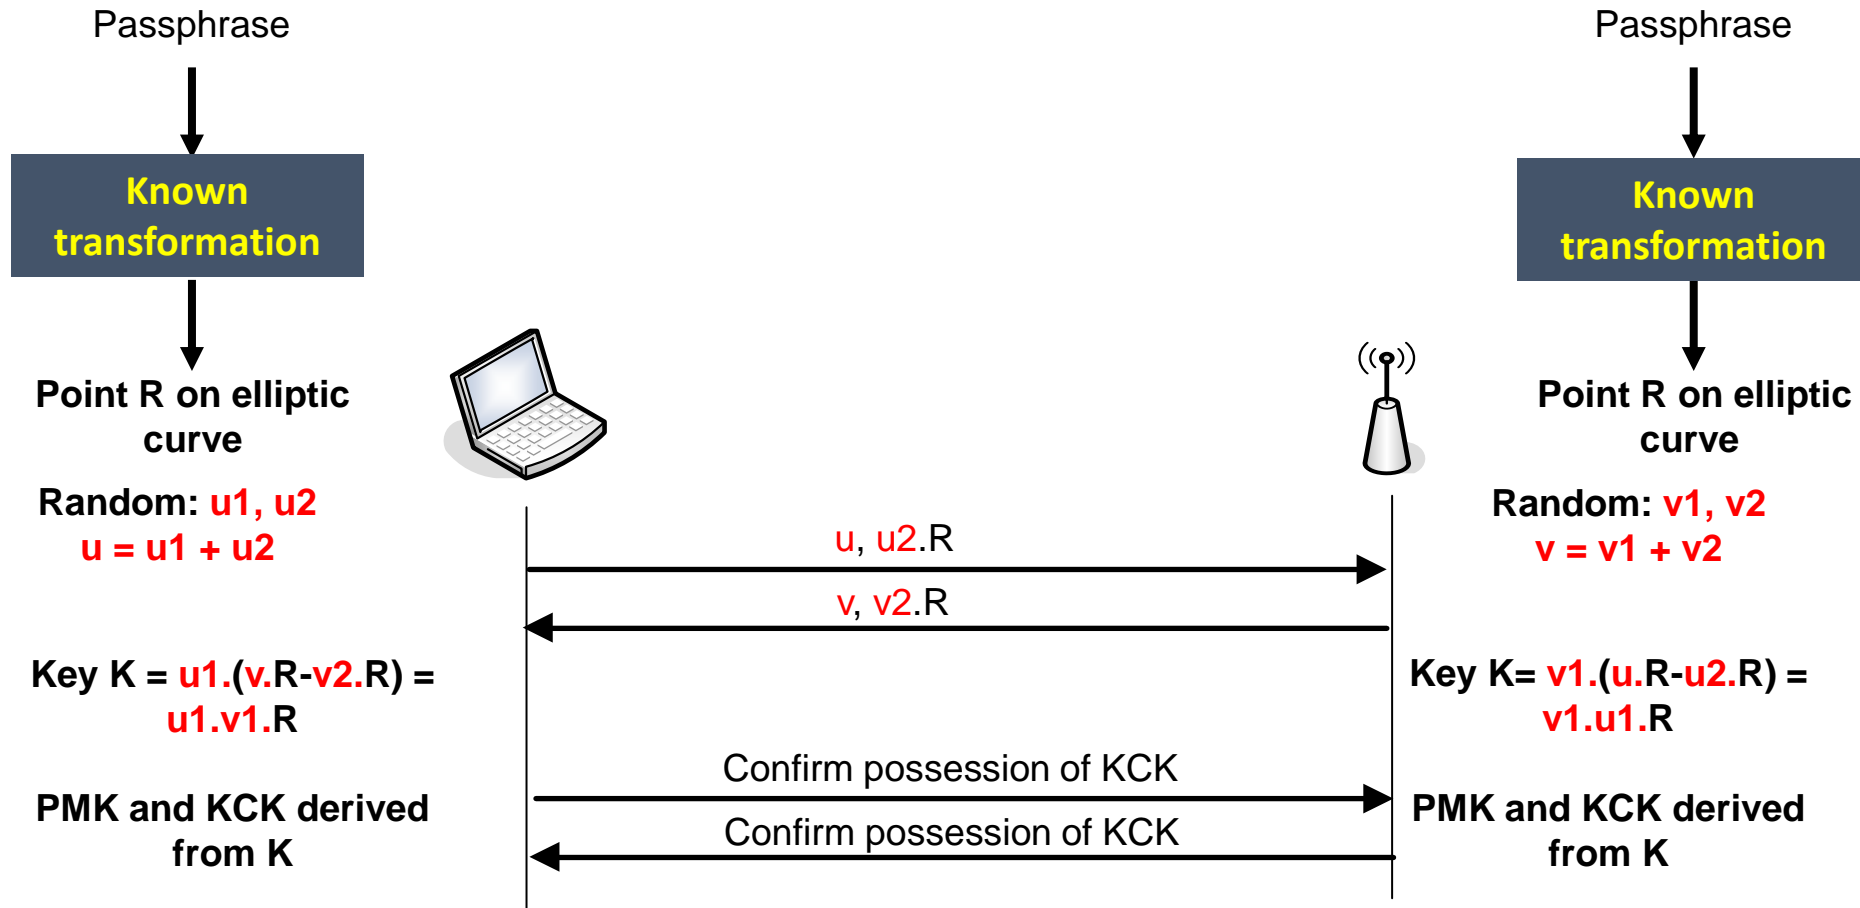 Passphrase
Known
transformation
Point R on elliptic
curve
Random: u1, u2
u = u1 + u2
Key K = u1.(v.R-v2.R) =
u1.v1.R
PMK and KCK derived
from K
u, u2.R
v, v2.R
Confirm possession of KCK
Confirm possession of KCK
Passphrase
Known
transformation
Point R on elliptic
curve
Random: v1, v2
v = v1 + v2
Key K= v1.(u.R-u2.R) =
v1.u1.R
PMK and KCK derived
from K